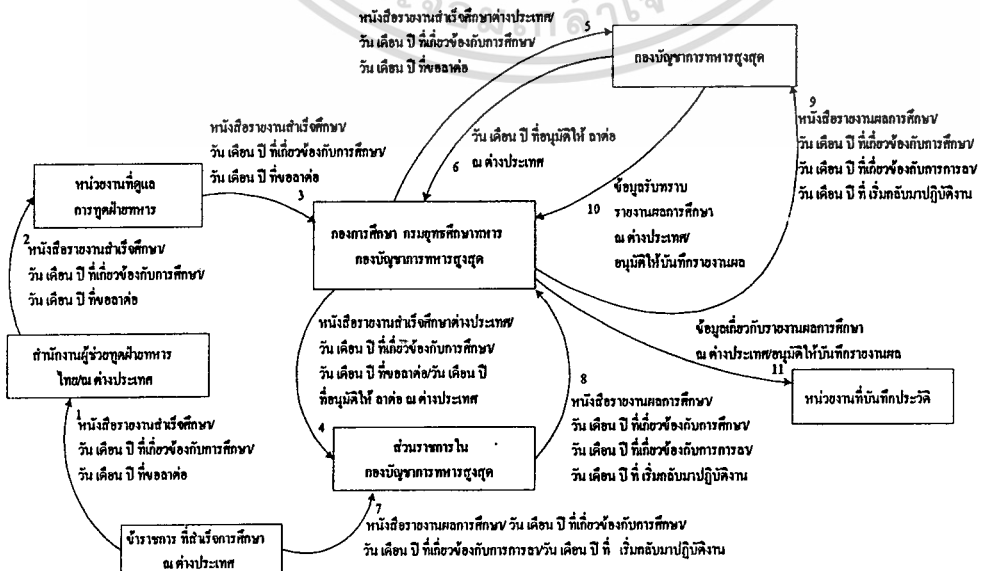 หนังสือรายงานสำเร็จศึกษาต่างประเทศ/
วัน เดือน ปี ที่เกี่ยวข้องกับการศึกษา/
วัน เดือน ปี ที่ขอลาต่อ
5
กองบัญชาการทหารสูงสุด
9
หนังสือรายงานผลการศึกษา/
วัน เดือน ปี ที่เกี่ยวข้องกับการศึกษา/
วัน เดือน ปี ที่เกี่ยวข้องกับการลา/
วัน เดือน ปี ที่ เริ่มกลับมาปฏิบัติงาน
หนังสือรายงานสำเร็จศึกษา/
วัน เดือน ปี ที่เกี่ยวข้องกับการศึกษา/
วัน เดือน ปี ที่ขอลาต่อ
3
วัน เดือน ปี ที่อนุมัติให้ ลาต่อ
ณ ต่างประเทศ
6
หน่วยงานที่ดูแล
การทูตฝ่ายทหาร
ข้อมูลรับทราบ
10 รายงานผลการศึกษา
ณ ต่างประเทศ/
อนุมัติให้บันทึกรายงานผล
กองการศึกษา กรมยุทธศึกษาทหาร
กองบัญชาการทหารสูงสุด
2
หนังสือรายงานสำเร็จศึกษา/
วัน เดือน ปี ที่เกี่ยวข้องกับการศึกษา/
วัน เดือน ปี ที่ขอลาต่อ
หนังสือรายงานสำเร็จศึกษาต่างประเทศ/
วัน เดือน ปี ที่เกี่ยวข้องกับการศึกษา/
วัน เดือน ปี ที่ขอลาต่อ/วัน เดือน ปี
ที่อนุมัติให้ ลาต่อ ณ ต่างประเทศ
4
ข้อมูลเกี่ยวกับรายงานผลการศึกษา
ณ ต่างประเทศ/อนุมัติให้บันทึกรายงานผล
11
หน่วยงานที่บันทึกประวัติ
สำนักงานผู้ช่วยทูตฝ่ายทหาร
ไทย/ณ ต่างประเทศ
8
หนังสือรายงานผลการศึกษา/
วัน เดือน ปี ที่เกี่ยวข้องกับการศึกษา/
วัน เดือน ปี ที่เกี่ยวข้องกับการลา/
วัน เดือน ปี ที่ เริ่มกลับมาปฏิบัติงาน
1
หนังสือรายงานสำเร็จศึกษา/
วัน เดือน ปี ที่เกี่ยวข้องกับการศึกษา/
วัน เดือน ปี ที่ขอลาต่อ
ส่วนราชการใน
กองบัญชาการทหารสูงสุด
7
หนังสือรายงานผลการศึกษา/ วัน เดือน ปี ที่เกี่ยวข้องกับการศึกษา/
วัน เดือน ปี ที่เกี่ยวข้องกับการลา/วัน เดือน ปี ที่ เริ่มกลับมาปฏิบัติงาน
ข้าราชการ ที่สำเร็จการศึกษา
ณ ต่างประเทศ